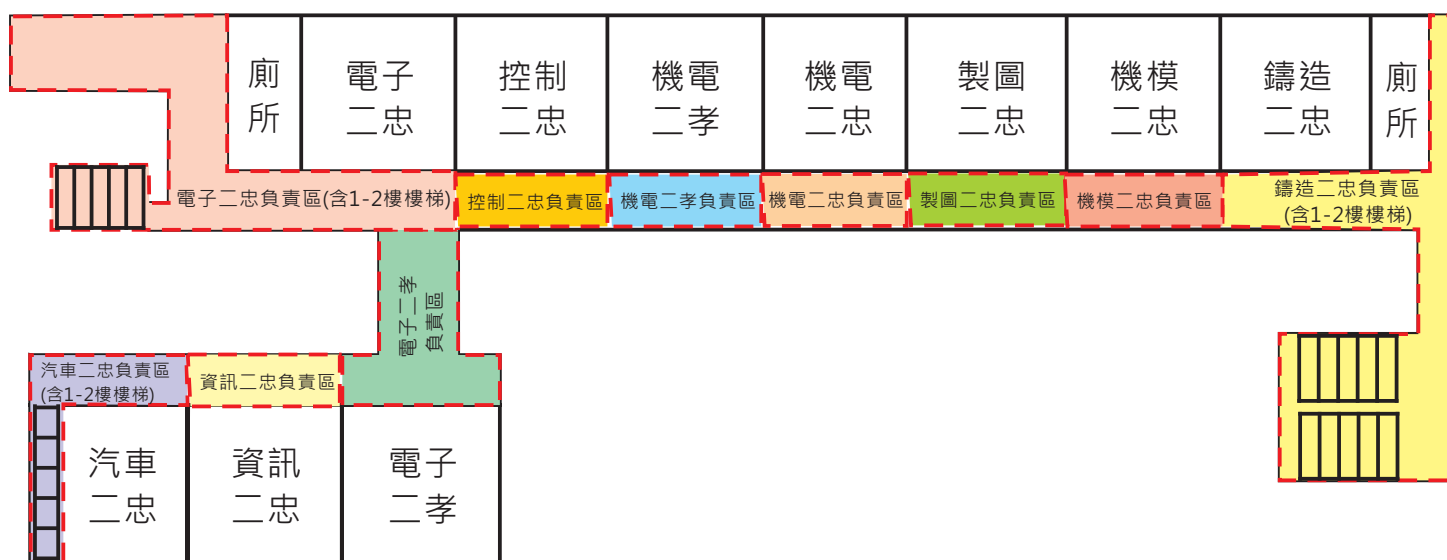 廁
所
電子
二忠
控制
二忠
機電
二孝
機電
二忠
製圖
二忠
機模
二忠
鑄造
二忠
廁
所
電子二忠負責區(含1-2樓樓梯)
控制二忠負責區
機電二孝負責區
機電二忠負責區
製圖二忠負責區
機模二忠負責區
鑄造二忠負責區
(含1-2樓樓梯)
電子二孝
負責區
汽車二忠負責區
(含1-2樓樓梯)
資訊二忠負責區
汽車
二忠
資訊
二忠
電子
二孝